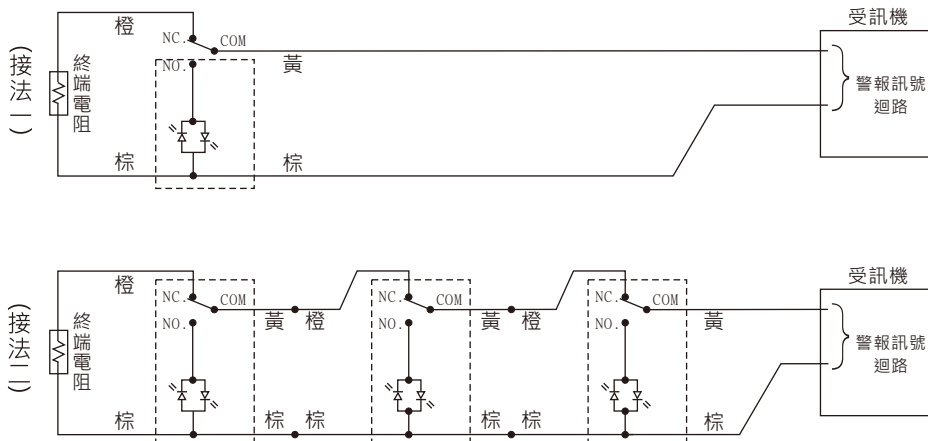 受訊機
橙
NC.
COM
(接法一)
終端電阻
NO.
黃
警報訊號
迴路
棕
棕
受訊機
橙
NC.
COM
NC.
COM
NC.
COM
(接法二)
終端電阻
NO.
黃
橙
NO.
黃
橙
NO.
黃
警報訊號
迴路
棕
棕
棕
棕
棕
棕